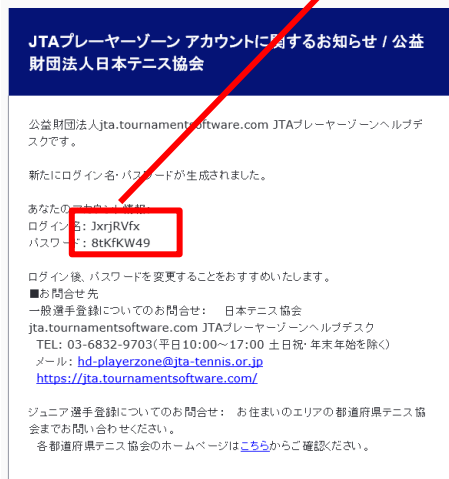 JTAプレーヤーゾーン アカウントに関するお知らせ / 公益
財団法人日本テニス協会
公益財団法人jta.tournamentsoftware.com JTAプレーヤーゾーンヘルプデ
スクです。
新たにログイン名・パスワードが生成されました。
あなたのアカウント情報:
ログイン名: JxrjRVfx
パスワード: 8tKfKW49
ログイン後、パスワードを変更することをおすすめいたします。
■お問合せ先
一般選手登録についてのお問合せ: 日本テニス協会
jta.tournamentsoftware.com JTAプレーヤーゾーンヘルプデスク
TEL: 03-6832-9703(平日10:00~17:00 土日祝・年末年始を除く)
メール: hd-playerzone@jta-tennis.or.jp
https://jta.tournamentsoftware.com/
ジュニア選手登録についてのお問合せ: お住まいのエリアの都道府県テニス協
会までお問い合わせください。
各都道府県テニス協会のホームページはこちらからご確認ください。